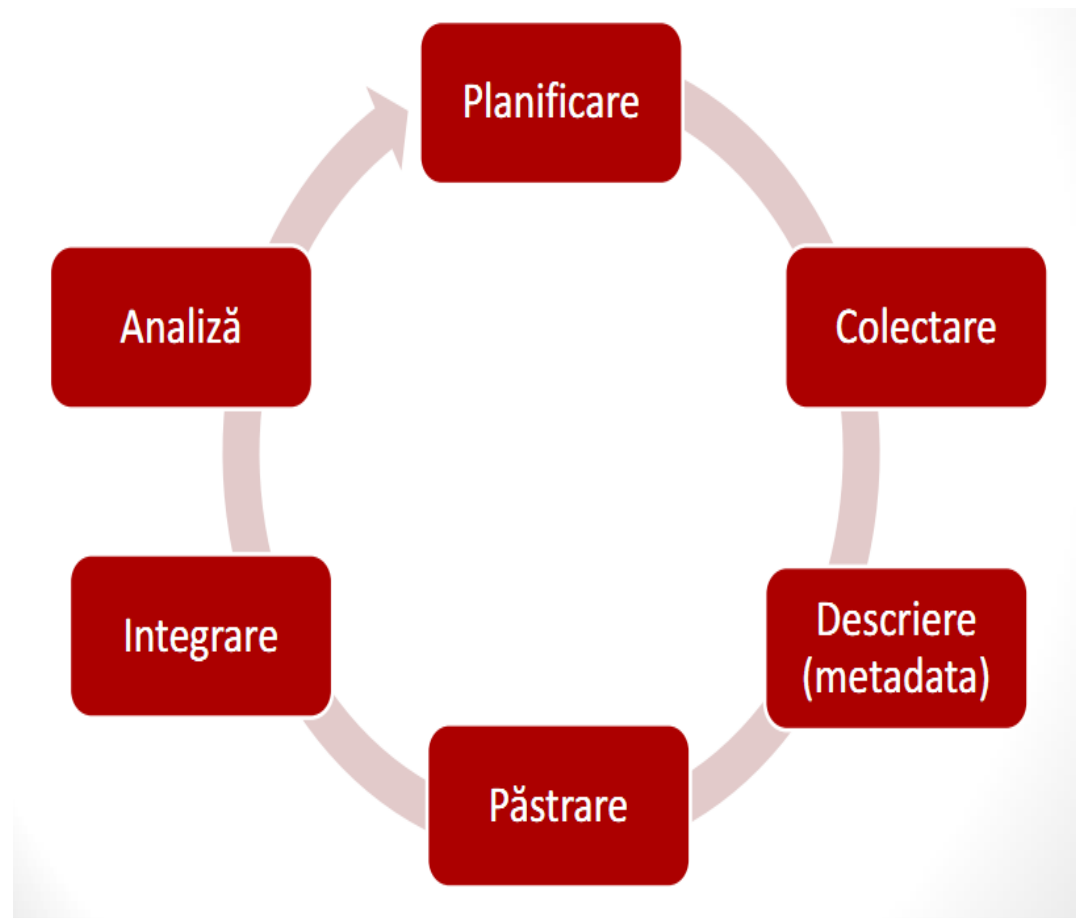 Planificare
Colectare
Descriere
(metadata)
Păstrare
Integrare
Analiză